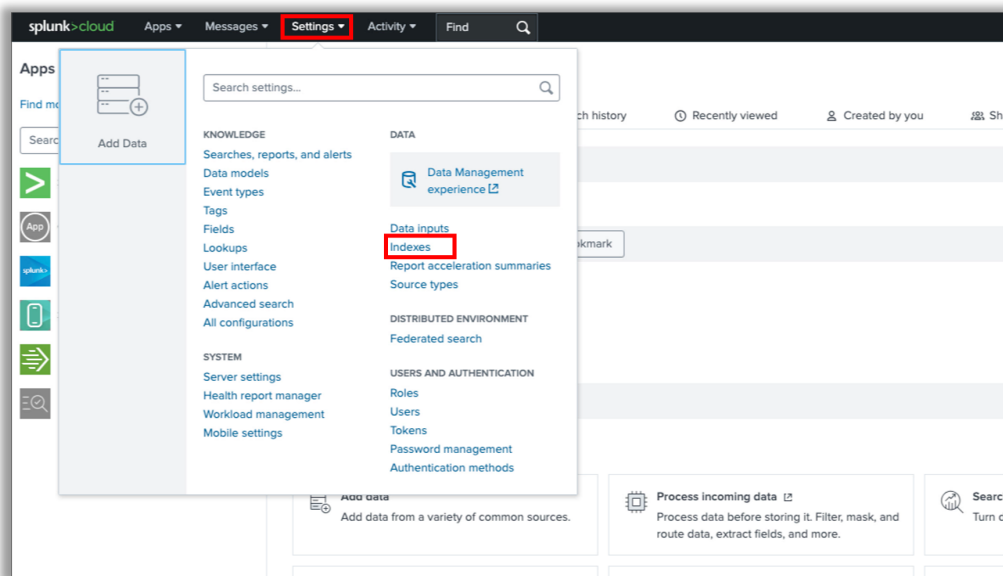 splunk>cloud Apps Messages Settings Activity Find
Apps
Find mo
Searc
App
splunk>
Add Data
Search settings...
KNOWLEDGE
Searches, reports, and alerts
Data models
Event types
Tags
Fields
Lookups
User interface
Alert actions
Advanced search
All configurations
SYSTEM
Server settings
Health report manager
Workload management
Mobile settings
DATA
Data Management
experience
Data inputs
Indexes
Report acceleration summaries
Source types
DISTRIBUTED ENVIRONMENT
Federated search
USERS AND AUTHENTICATION
Roles
Users
Tokens
Password management
Authentication methods
ch history Recently viewed Created by you Sh
kmark
Add data
Add data from a variety of common sources.
Process incoming data
Process data before storing it. Filter, mask, and
route data, extract fields, and more.
Searc
Turn c